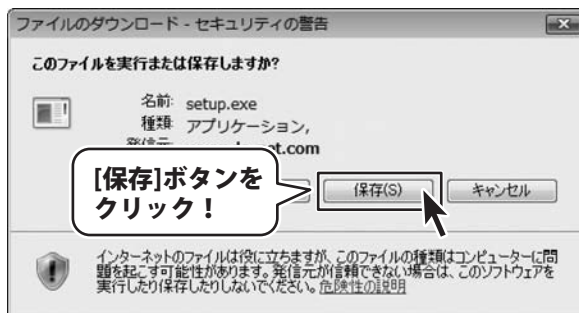 ファイルのダウンロード - セキュリティの警告
このファイルを実行または保存しますか?
名前: setup.exe
種類: アプリケーション,
発信元:
et.com
[保存]ボタンを
クリック!
保存(S)
キャンセル
インターネットのファイルは役に立ちますが、このファイルの種類はコンピューターに問
題を起こす可能性があります。発信元が信頼できない場合は、このソフトウェアを
実行したり保存したりしないでください。危険性の説明